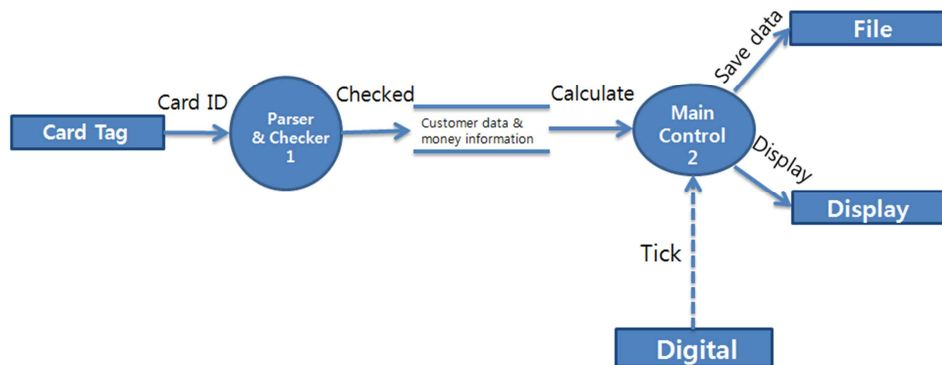 File
Save data
Card ID
Checked
Calculate
Card Tag
Parser
& Checker
1
Customer data &
money information
Main
Control
2
Display
Display
Tick
Digital